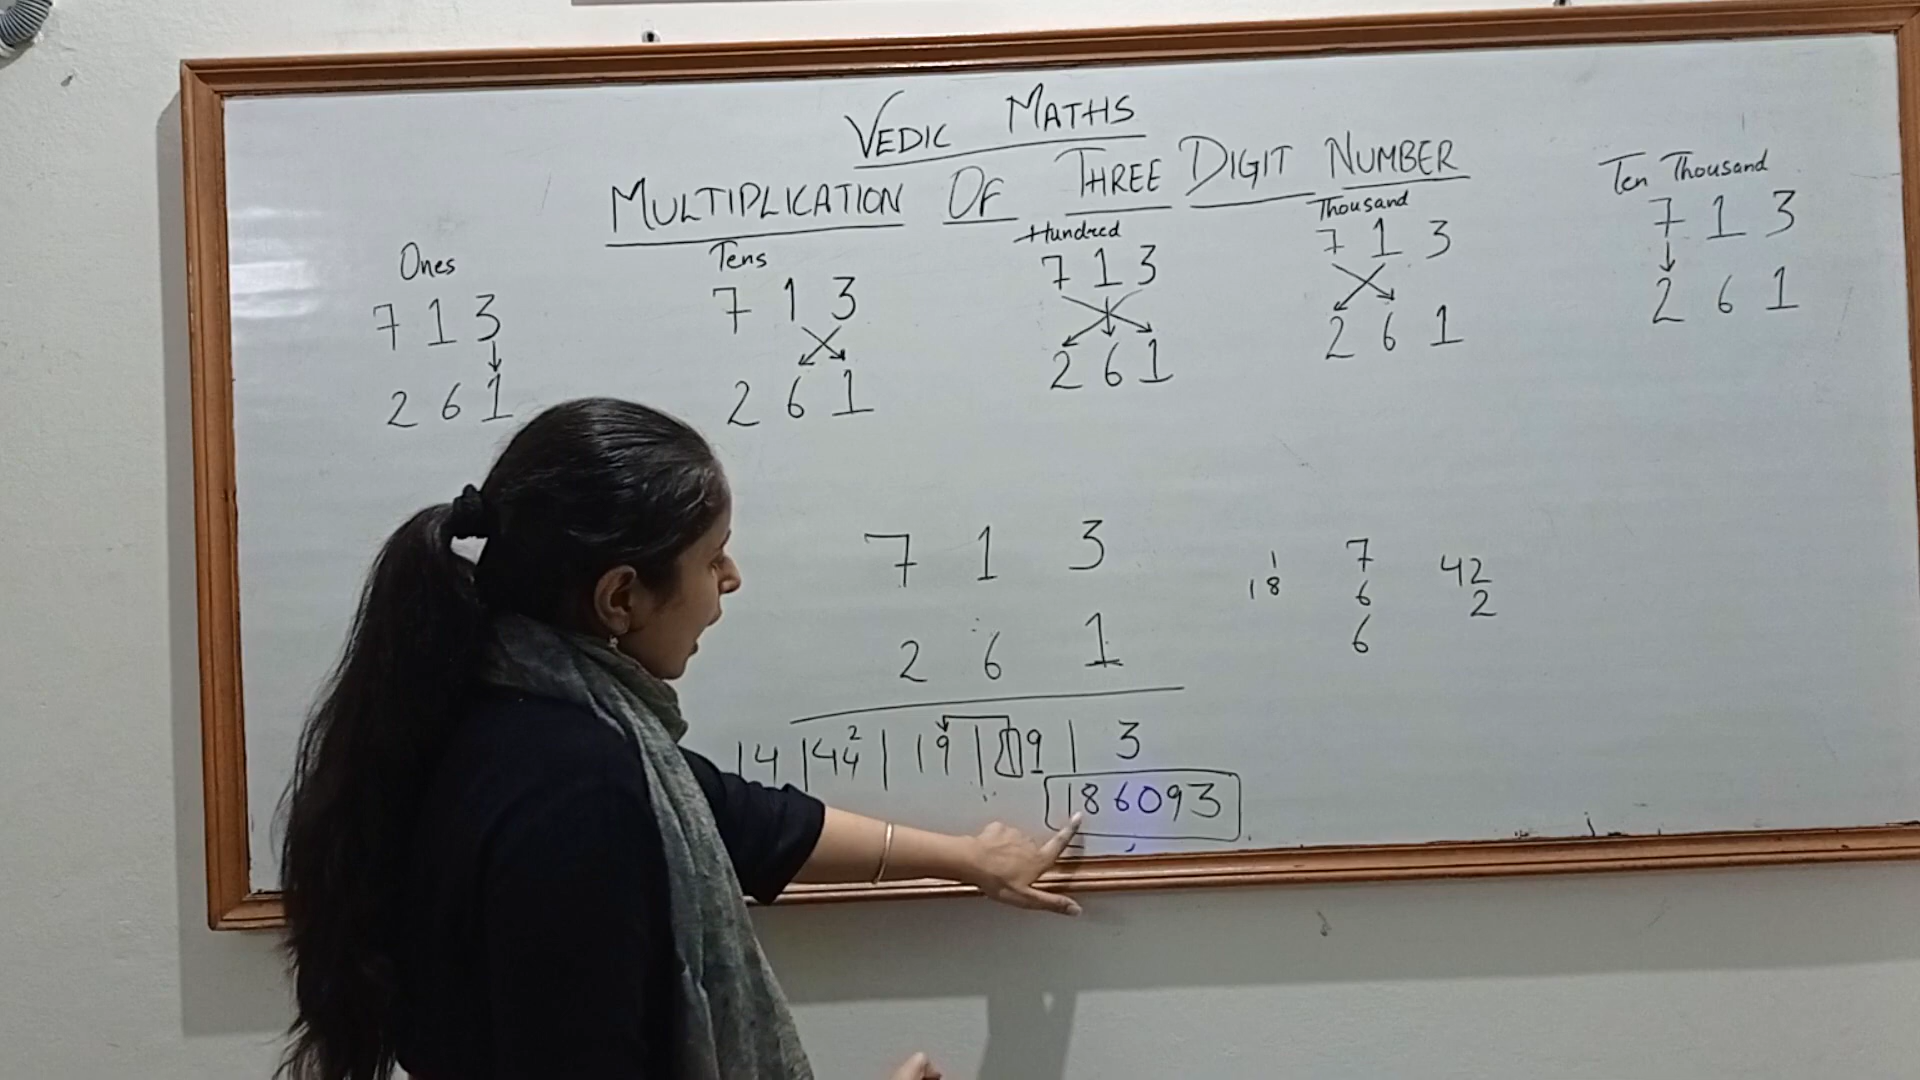 VEDIC MATHS
MULTIPLICATION OF THREE DIGIT NUMBER
Ones
7 1 3
2 6 1
Tens
7 1 3
2 6 1
Hundred
7 1 3
2 6 1
Thousand
7 1 3
2 6 1
Ten Thousand
7 1 3
2 6 1
7 1 3
2 6 1
14 | 44 2 | 19 | 9 | 3
186093
1
18
7
6
6
42
2